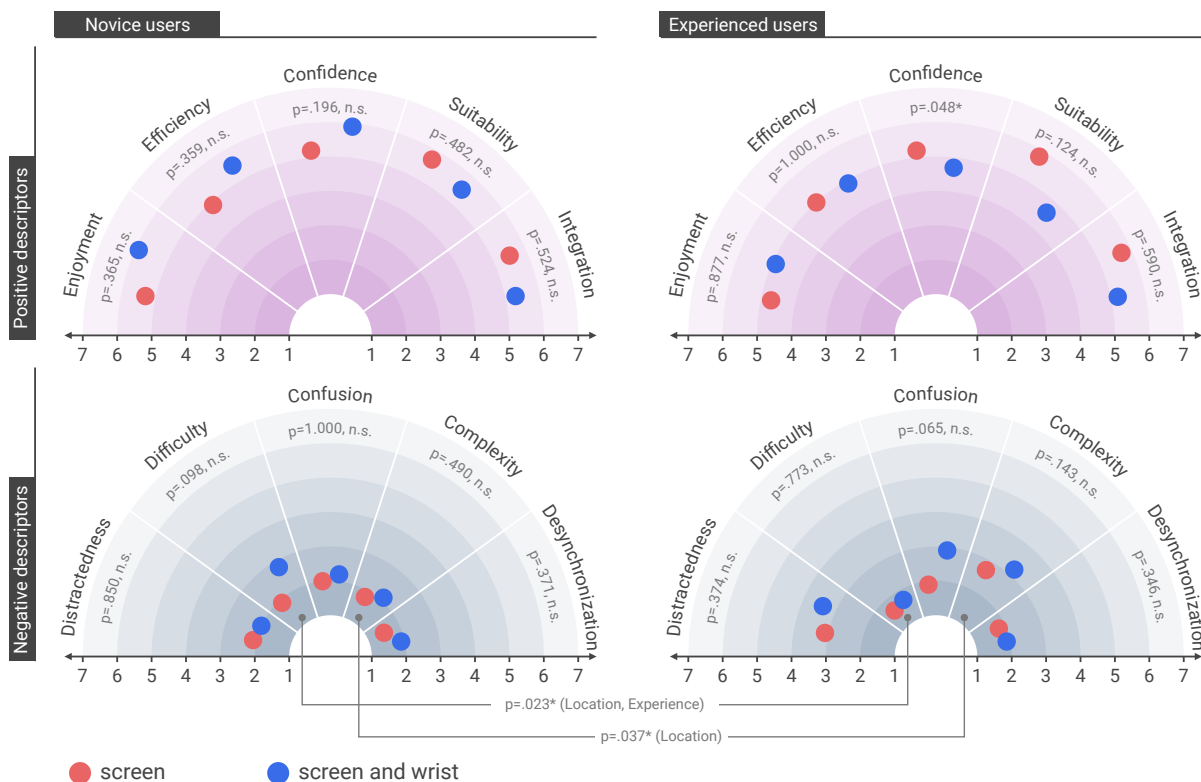 Novice users
Experienced users
Positive descriptors
Enjoyment
Efficiency
Confidence
Suitability
Integration
p=.365, n.s.
p=.359, n.s.
p=.196, n.s.
p=.482, n.s.
p=.524, n.s.
7 6 5 4 3 2 1 1 2 3 4 5 6 7
Enjoyment
Efficiency
Confidence
Suitability
Integration
p=.877, n.s.
p=1.000, n.s.
p=.048*
p=.124, n.s.
p=.590, n.s.
7 6 5 4 3 2 1 1 2 3 4 5 6 7
Negative descriptors
Distractedness
Difficulty
Confusion
Complexity
Desynchronization
p=.850, n.s.
p=.098, n.s.
p=1.000, n.s.
p=.490, n.s.
p=.371, n.s.
7 6 5 4 3 2 1 1 2 3 4 5 6 7
Distractedness
Difficulty
Confusion
Complexity
Desynchronization
p=.374, n.s.
p=.773, n.s.
p=.065, n.s.
p=.143, n.s.
p=.346, n.s.
7 6 5 4 3 2 1 1 2 3 4 5 6 7
p=.023* (Location, Experience)
p=.037* (Location)
screen
screen and wrist